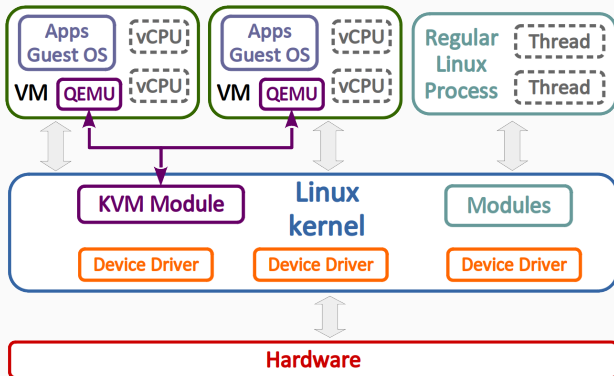 Apps
Guest OS
vCPU
vCPU
VM
QEMU
Apps
Guest OS
vCPU
vCPU
VM
QEMU
Regular
Linux
Process
Thread
Thread
KVM Module
Linux
kernel
Modules
Device Driver
Device Driver
Device Driver
Hardware